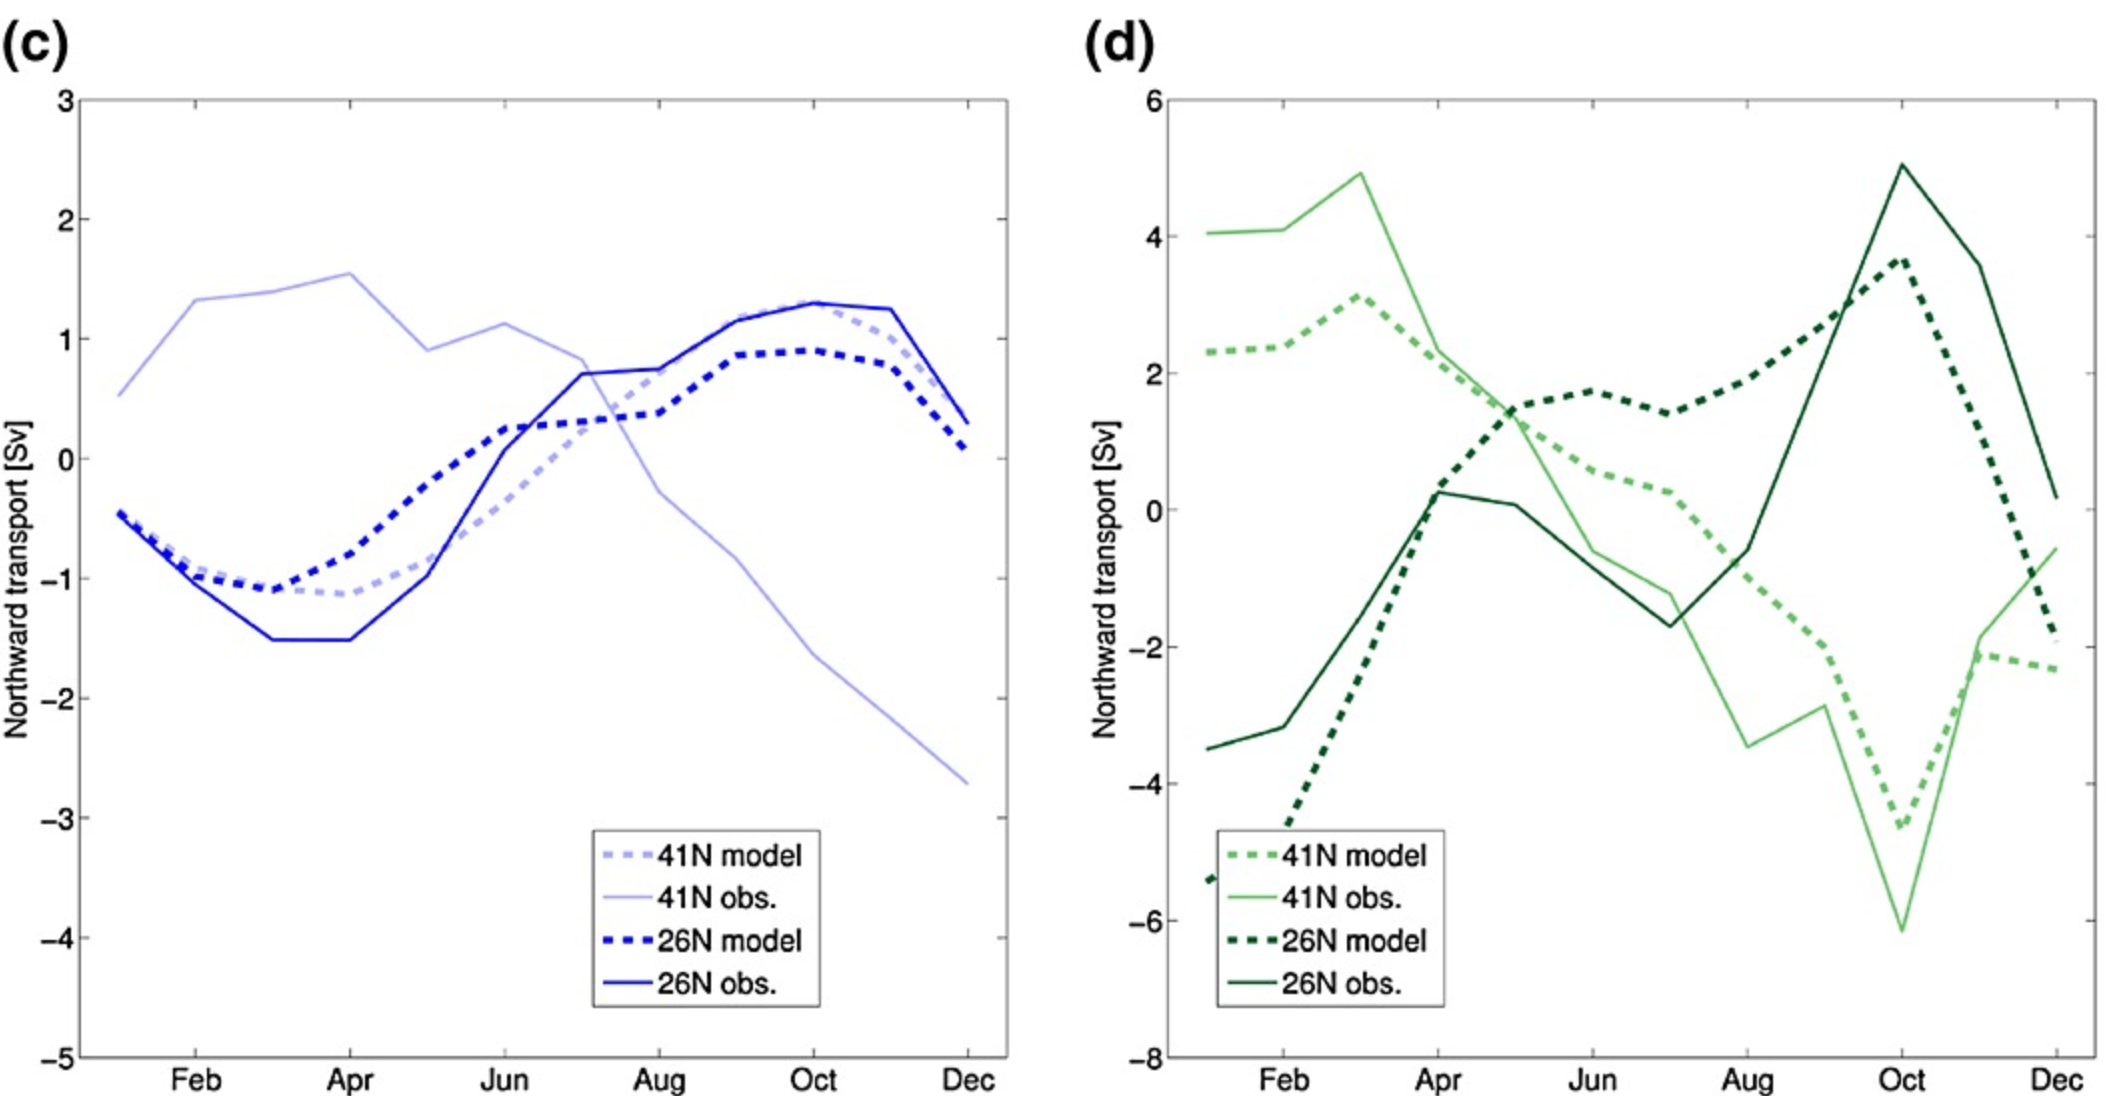 (c)
Northward transport [Sv]
3
2
1
0
−1
−2
−3
−4
−5
Feb Apr Jun Aug Oct Dec
41N model
41N obs.
26N model
26N obs.
(d)
Northward transport [Sv]
6
4
2
0
−2
−4
−6
−8
Feb Apr Jun Aug Oct Dec
41N model
41N obs.
26N model
26N obs.